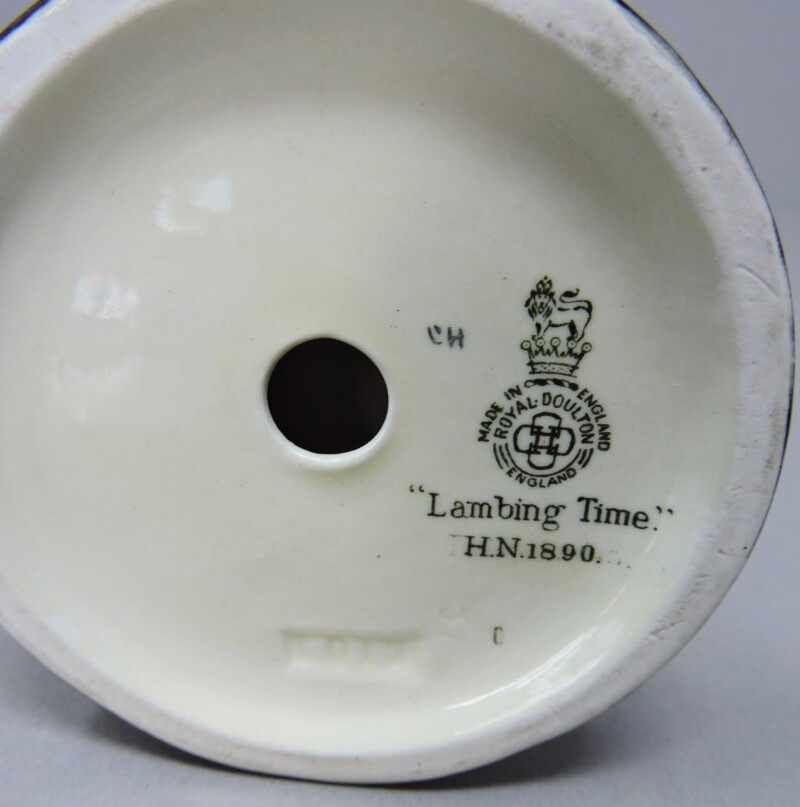 CH
MADE IN ENGLAND
ROYAL·DOULTON
ENGLAND
"Lambing Time."
H.N.1890.
C